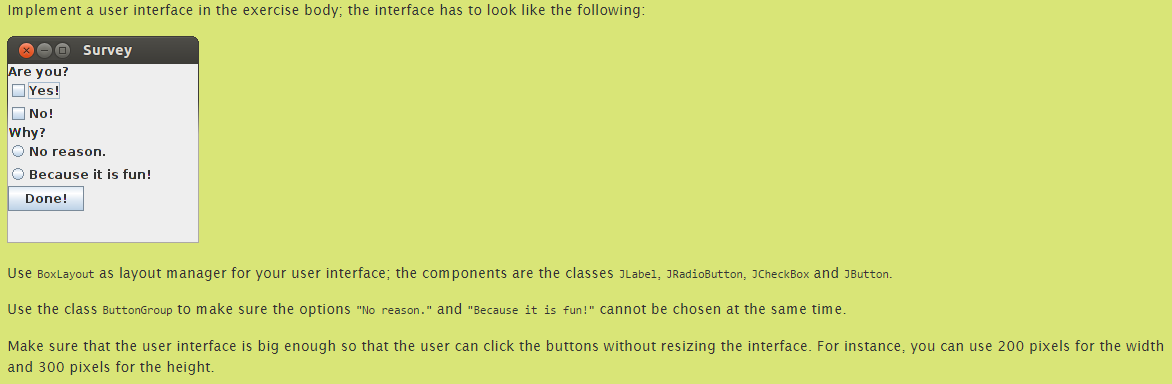 Implement a user interface in the exercise body; the interface has to look like the following:
Survey
Are you?
Yes!
No!
Why?
No reason.
Because it is fun!
Done!
Use BoxLayout as layout manager for your user interface; the components are the classes JLabel, JRadioButton, JCheckBox and JButton.
Use the class ButtonGroup to make sure the options "No reason." and "Because it is fun!" cannot be chosen at the same time.
Make sure that the user interface is big enough so that the user can click the buttons without resizing the interface. For instance, you can use 200 pixels for the width
and 300 pixels for the height.